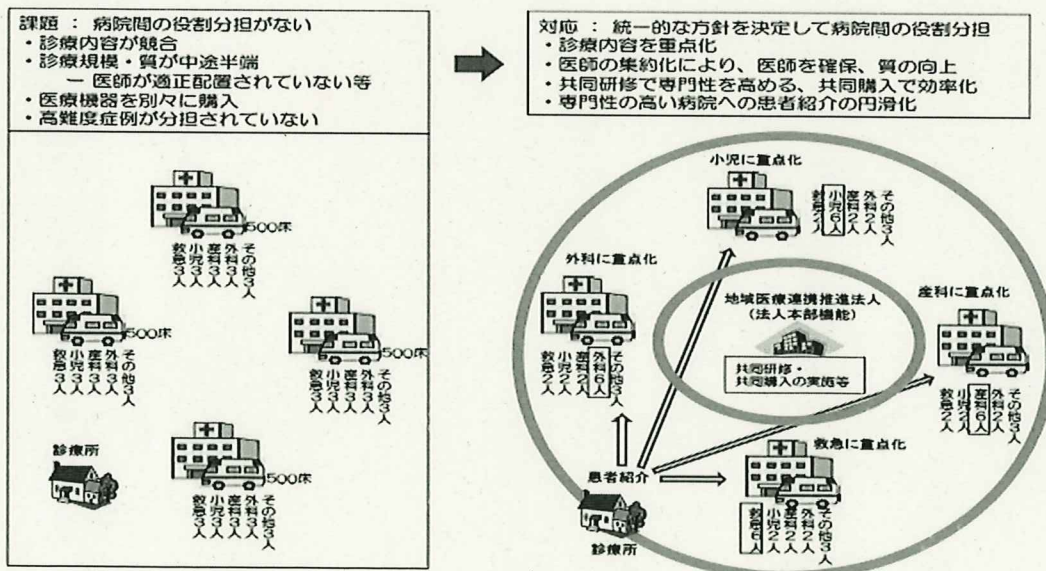 課題 : 病院間の役割分担がない
・診療内容が競合
・診療規模・質が中途半端
ー 医師が適正配置されていない等
・医療機器を別々に購入
・高難度症例が分担されていない
500床
救急3人
小児3人
産科3人
外科3人
その他3人
500床
救急3人
小児3人
産科3人
外科3人
その他3人
500床
救急3人
小児3人
産科3人
外科3人
その他3人
500床
救急3人
小児3人
産科3人
外科3人
その他3人
診療所
対応 : 統一的な方針を決定して病院間の役割分担
・診療内容を重点化
・医師の集約化により、医師を確保、質の向上
・共同研修で専門性を高める、共同購入で効率化
・専門性の高い病院への患者紹介の円滑化
小児に重点化
救急2人
小児6人
産科2人
外科2人
その他3人
外科に重点化
救急2人
小児2人
産科2人
外科6人
その他3人
地域医療連携推進法人
(法人本部機能)
共同研修・
共同購入の実施等
産科に重点化
救急2人
小児2人
産科6人
外科2人
その他3人
救急に重点化
救急6人
小児2人
産科2人
外科2人
その他3人
患者紹介
診療所